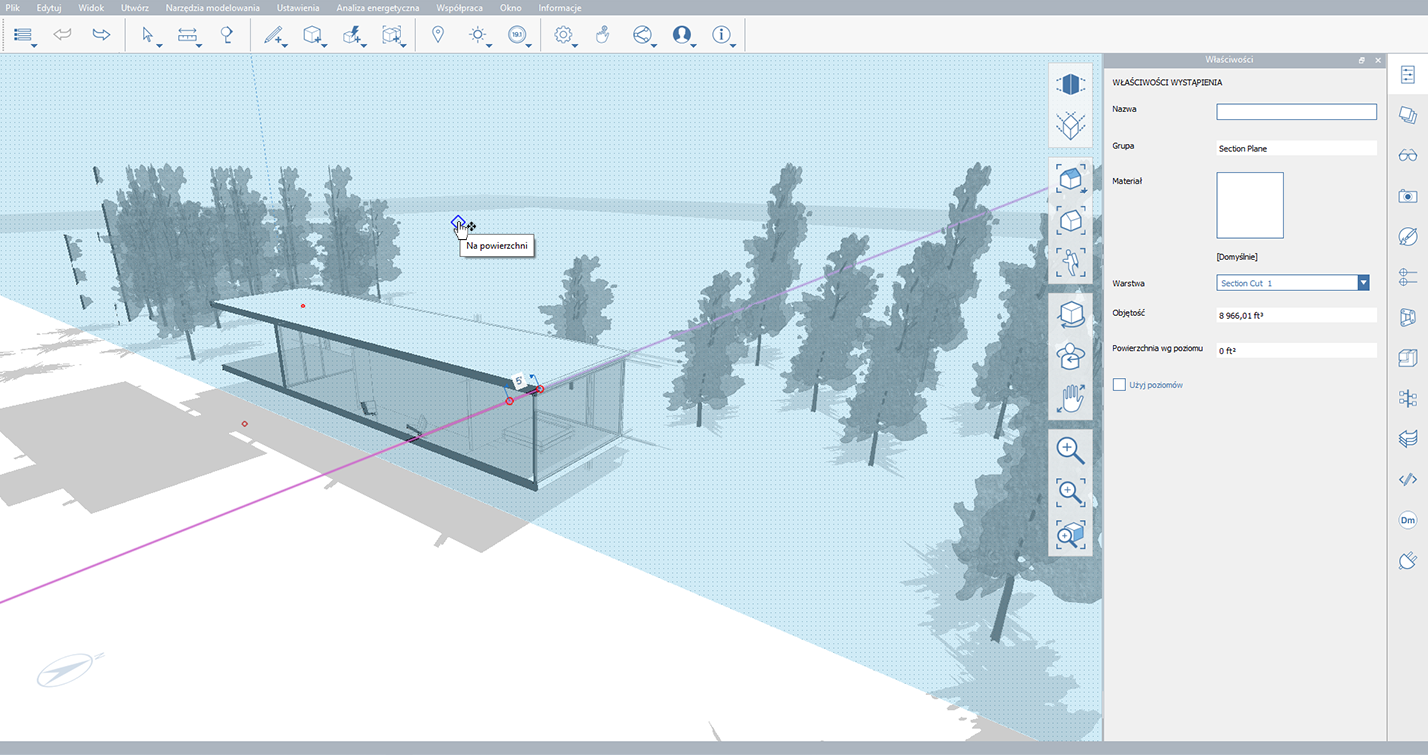 Plik Edytuj Widok Utwórz Narzędzia modelowania Ustawienia Analiza energetyczna Współpraca Okno Informacje
19.1
Właściwości
WŁAŚCIWOŚCI WYSTĄPIENIA
Nazwa
Grupa Section Plane
Materiał
[Domyślnie]
Warstwa Section Cut 1
Objętość 8 966,01 ft³
Powierzchnia wg poziomu 0 ft²
Użyj poziomów
Na powierzchni
5'
Dm